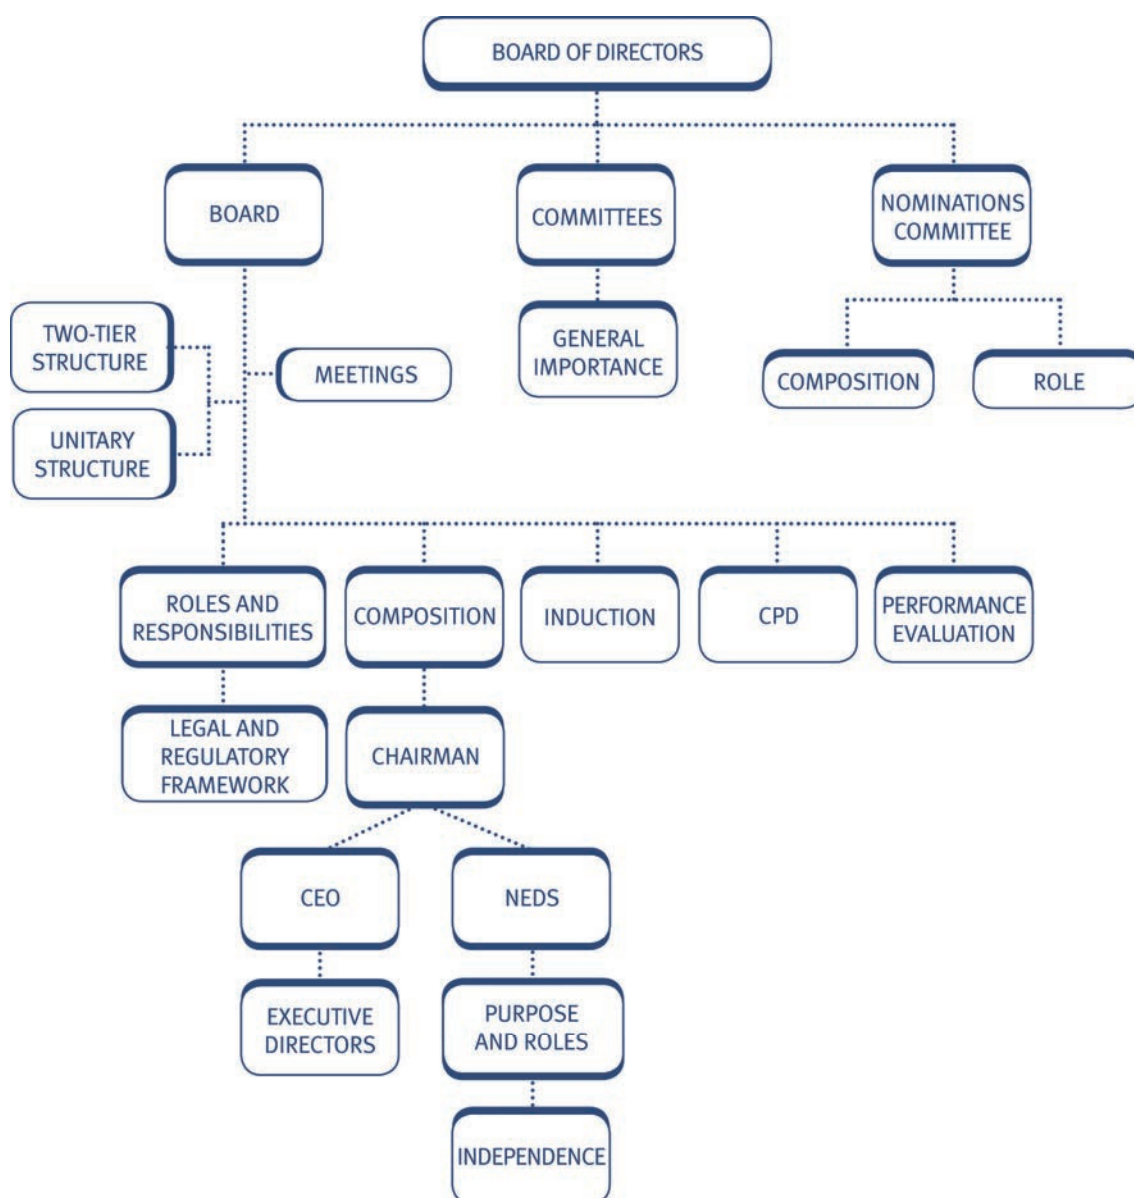 BOARD OF DIRECTORS
BOARD
COMMITTEES
NOMINATIONS
COMMITTEE
TWO-TIER
STRUCTURE
MEETINGS
GENERAL
IMPORTANCE
COMPOSITION
ROLE
UNITARY
STRUCTURE
ROLES AND
RESPONSIBILITIES
COMPOSITION
INDUCTION
CPD
PERFORMANCE
EVALUATION
LEGAL AND
REGULATORY
FRAMEWORK
CHAIRMAN
CEO
NEDS
EXECUTIVE
DIRECTORS
PURPOSE
AND ROLES
INDEPENDENCE